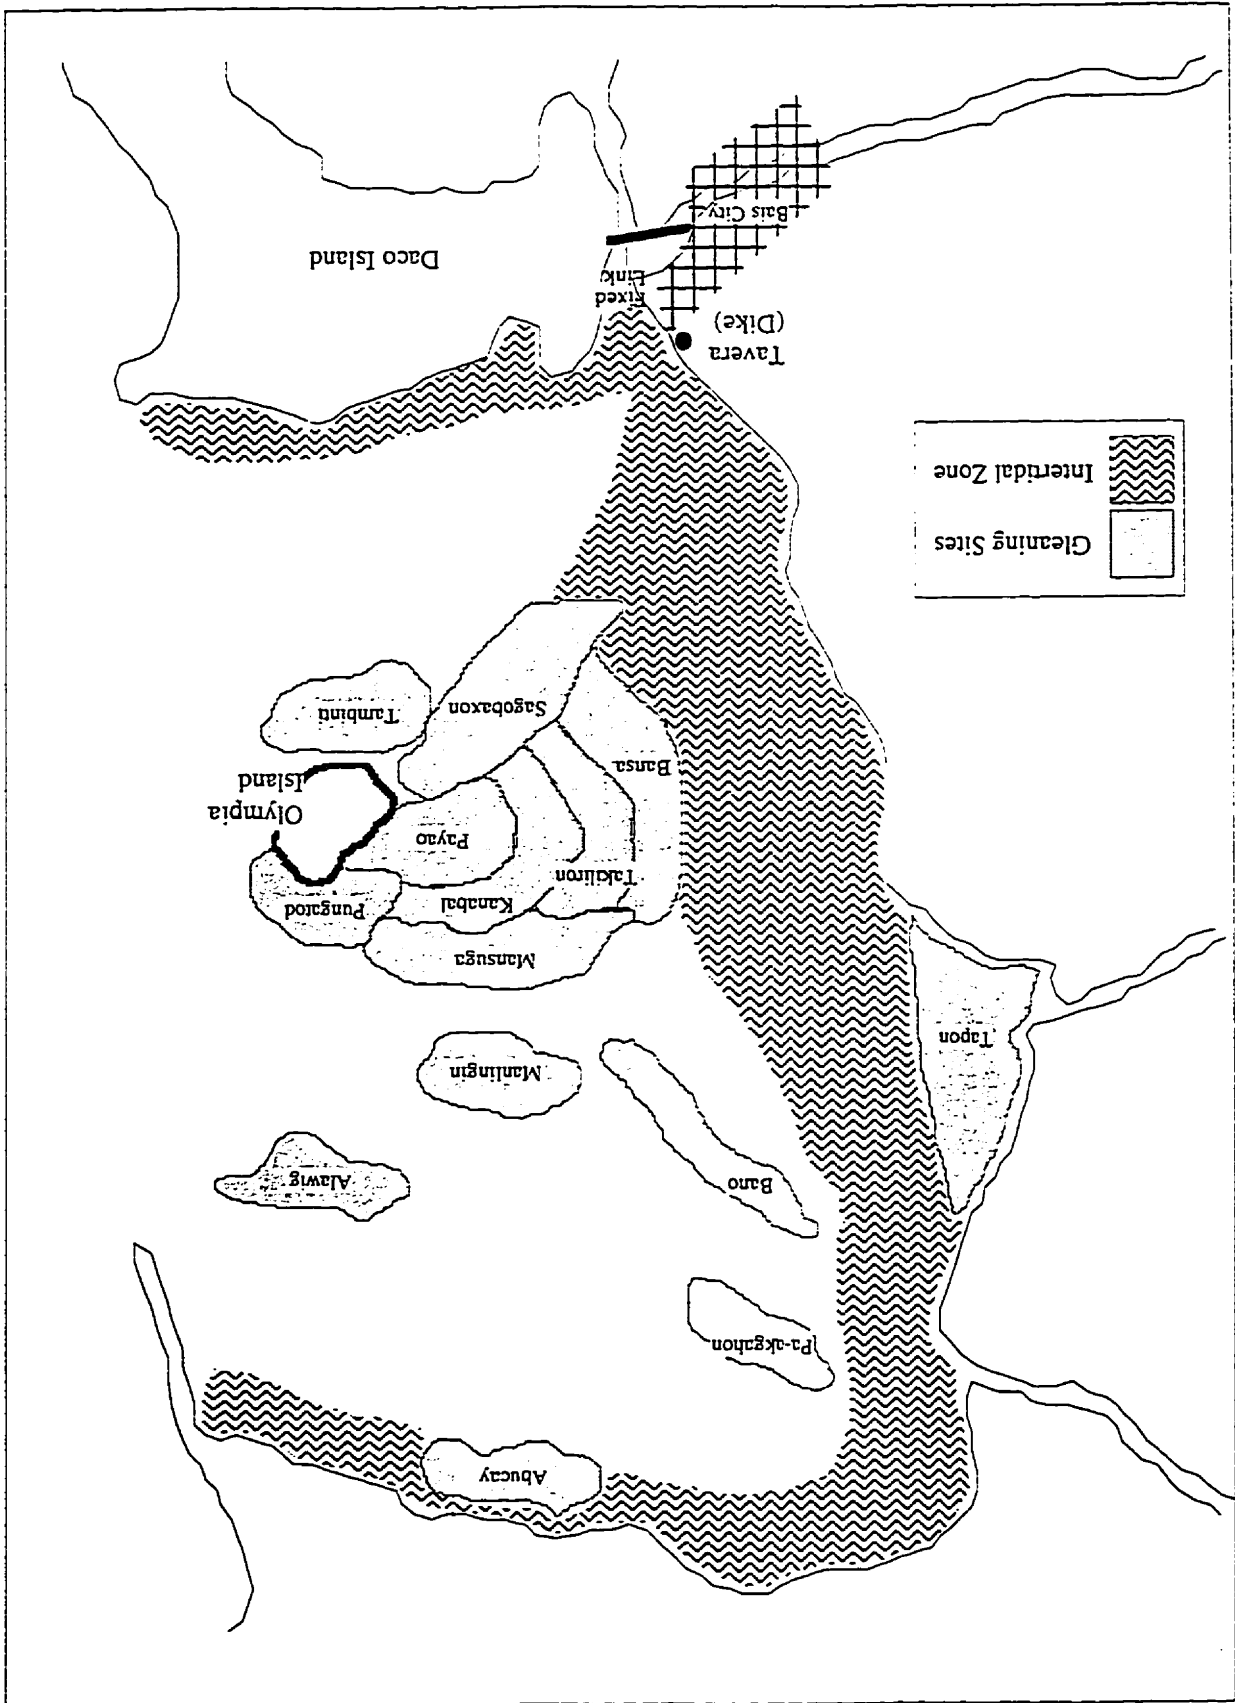 Abucay
Pa-akgahon
Bano
Alawig
Manlingin
Tapon
Mansuga
Pungatod
Kanabal
Takiliron
Payao
Olympia
Island
Bansa
Sagobaxon
Tambinti
Gleaning Sites
Intertidal Zone
Tavera
(Dike)
Fixed
Link
Daco Island
Bais City